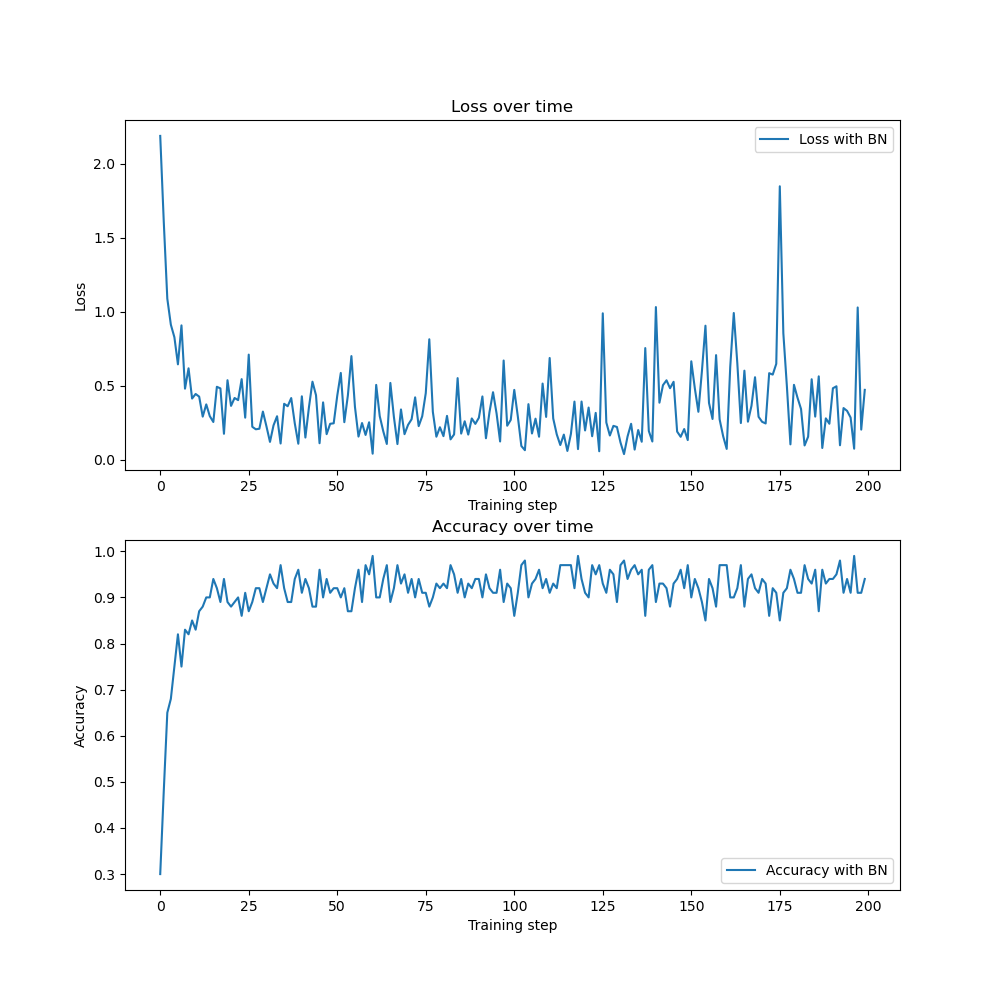 Loss over time
Loss with BN
2.0
1.5
1.0
0.5
0.0
Loss
0 25 50 75 100 125 150 175 200
Training step
Accuracy over time
1.0
0.9
0.8
0.7
0.6
0.5
0.4
0.3
Accuracy
Accuracy with BN
0 25 50 75 100 125 150 175 200
Training step